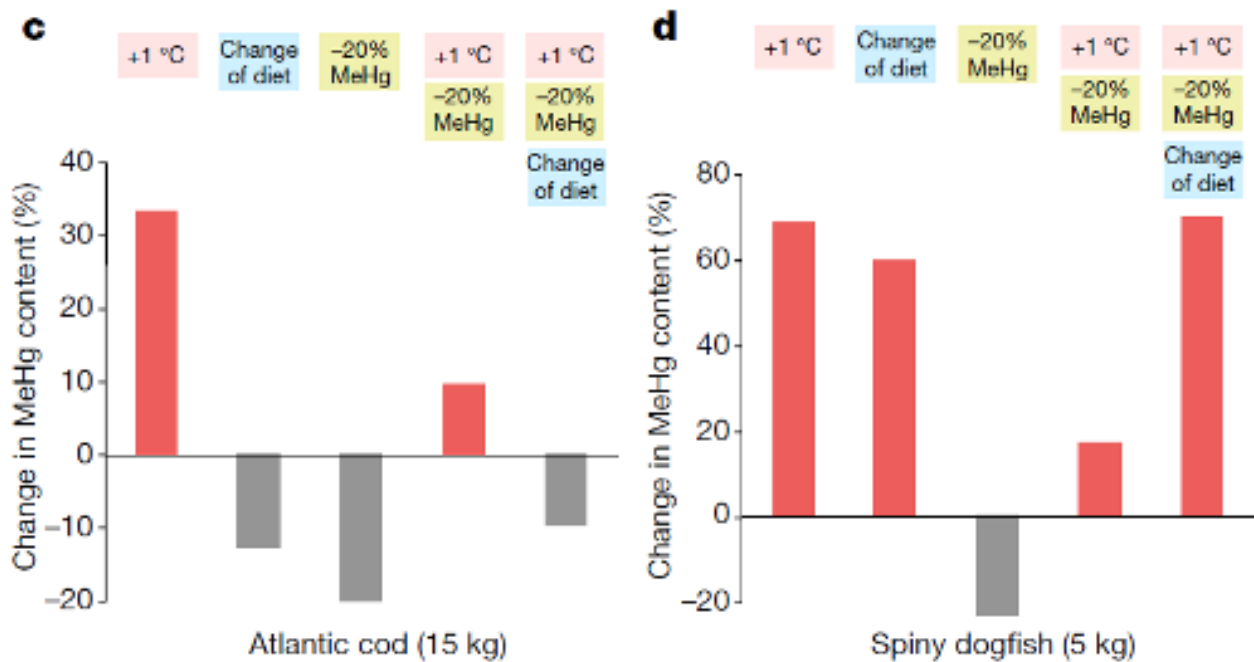 c
+1 °C
Change
of diet
–20%
MeHg
+1 °C
–20%
MeHg
+1 °C
–20%
MeHg
Change
of diet
Change in MeHg content (%)
40
30
20
10
0
–10
–20
Atlantic cod (15 kg)
d
+1 °C
Change
of diet
–20%
MeHg
+1 °C
–20%
MeHg
+1 °C
–20%
MeHg
Change
of diet
Change in MeHg content (%)
80
60
40
20
0
–20
Spiny dogfish (5 kg)